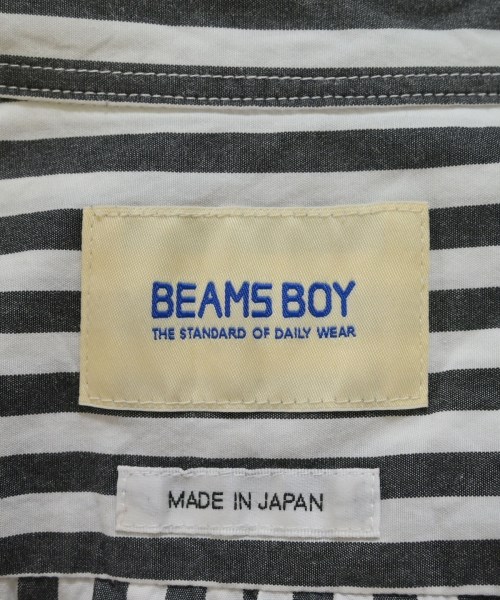 BEAMS BOY
THE STANDARD OF DAILY WEAR
MADE IN JAPAN